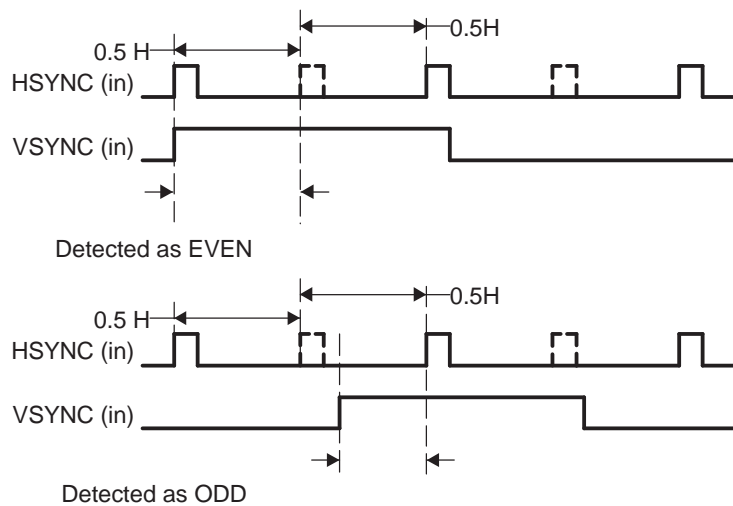 0.5 H
0.5H
HSYNC (in)
VSYNC (in)
Detected as EVEN
0.5 H
0.5H
HSYNC (in)
VSYNC (in)
Detected as ODD